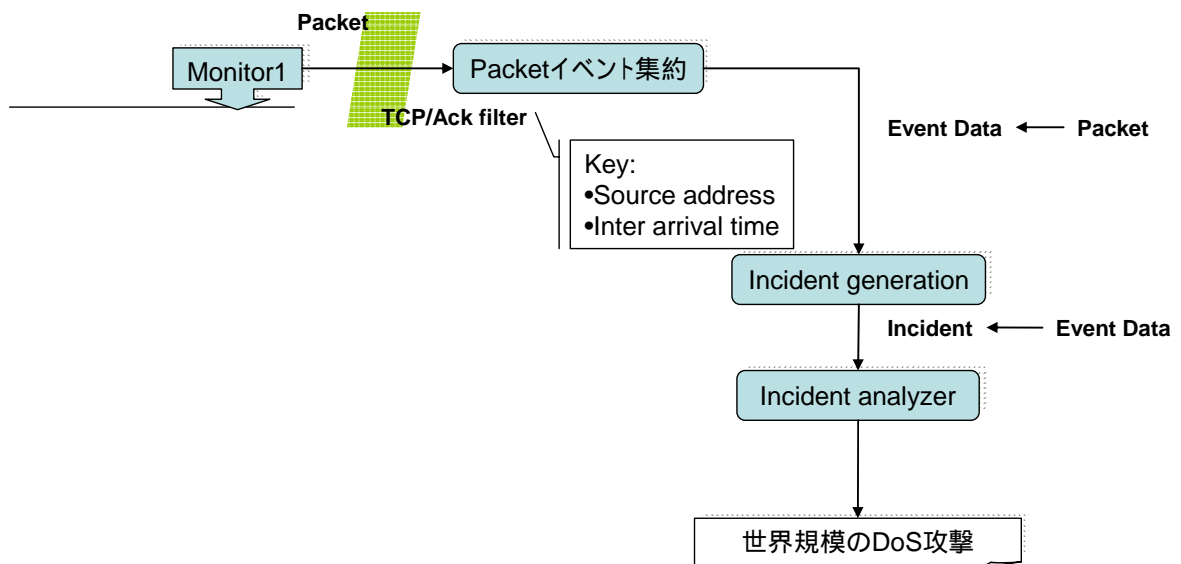 Packet
Monitor1
Packetイベント集約
TCP/Ack filter
Event Data
Packet
Key:
•Source address
•Inter arrival time
Incident generation
Incident
Event Data
Incident analyzer
世界規模のDoS攻撃